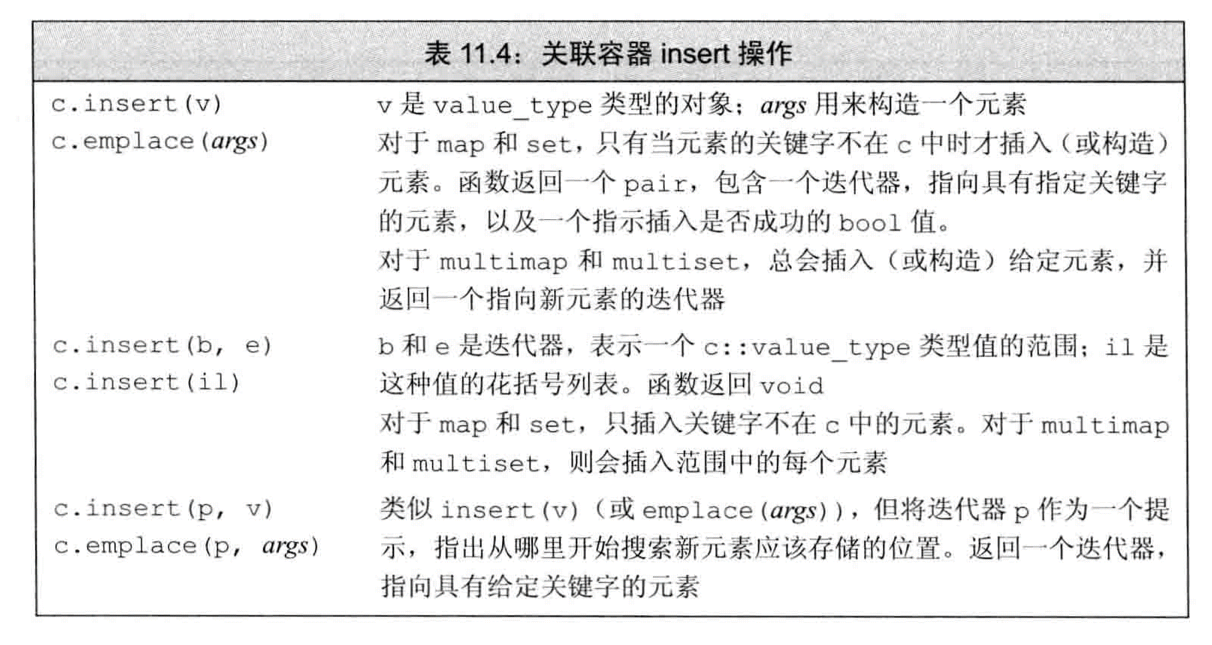 表 11.4：关联容器 insert 操作
c.insert(v) v 是 value_type 类型的对象；args 用来构造一个元素
c.emplace(args) 对于 map 和 set，只有当元素的关键字不在 c 中时才插入（或构造）
元素。函数返回一个 pair，包含一个迭代器，指向具有指定关键字
的元素，以及一个指示插入是否成功的 bool 值。
对于 multimap 和 multiset，总会插入（或构造）给定元素，并
返回一个指向新元素的迭代器
c.insert(b, e) b 和 e 是迭代器，表示一个 c::value_type 类型值的范围；il 是
c.insert(il) 这种值的花括号列表。函数返回 void
对于 map 和 set，只插入关键字不在 c 中的元素。对于 multimap
和 multiset，则会插入范围中的每个元素
c.insert(p, v) 类似 insert(v)（或 emplace(args)），但将迭代器 p 作为一个提
c.emplace(p, args) 示，指出从哪里开始搜索新元素应该存储的位置。返回一个迭代器，
指向具有给定关键字的元素